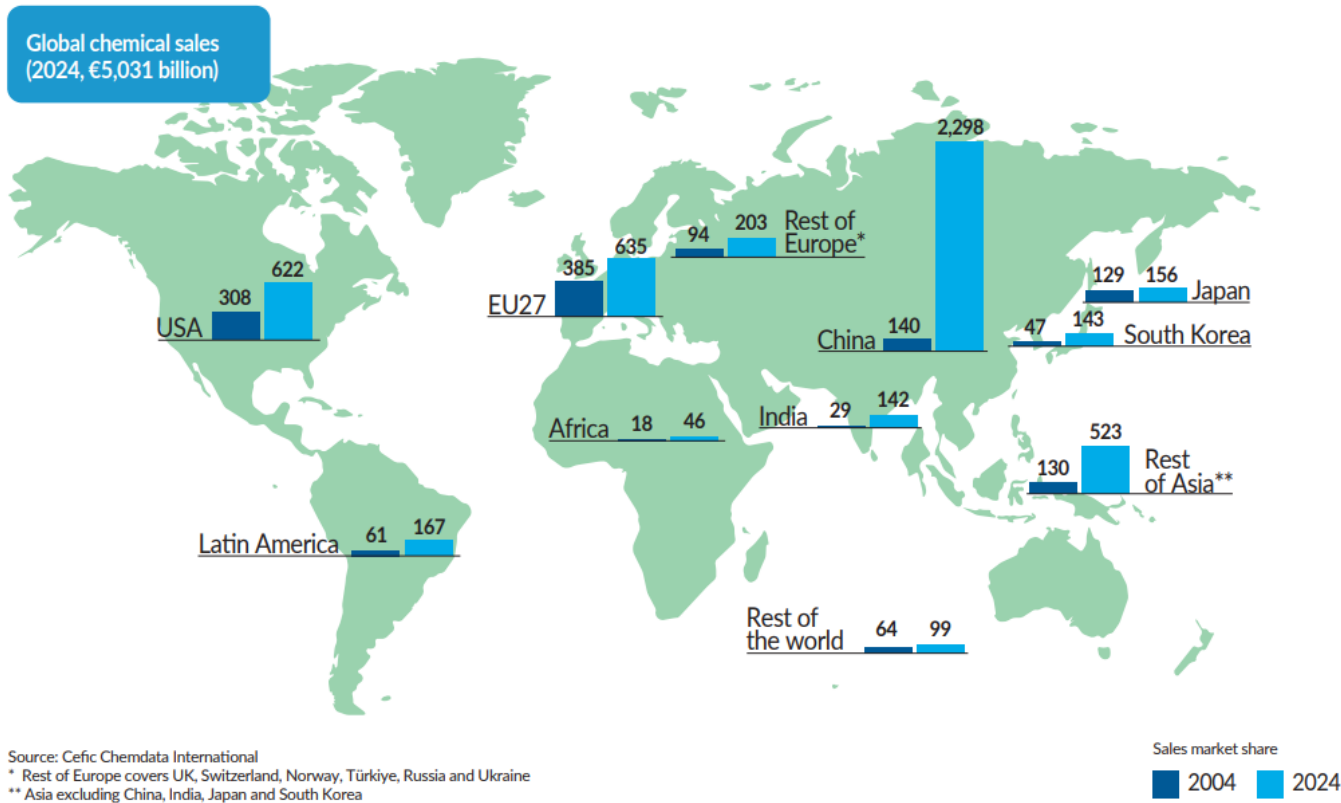 Global chemical sales
(2024, €5,031 billion)
2,298
94
203
Rest of
Europe*
385
635
EU27
308
622
USA
129
156
Japan
140
China
47
143
South Korea
Africa
18
46
India
29
142
130
523
Rest
of Asia**
Latin America
61
167
Rest of
the world
64
99
Source: Cefic Chemdata International
* Rest of Europe covers UK, Switzerland, Norway, Türkiye, Russia and Ukraine
** Asia excluding China, India, Japan and South Korea
Sales market share
2004
2024